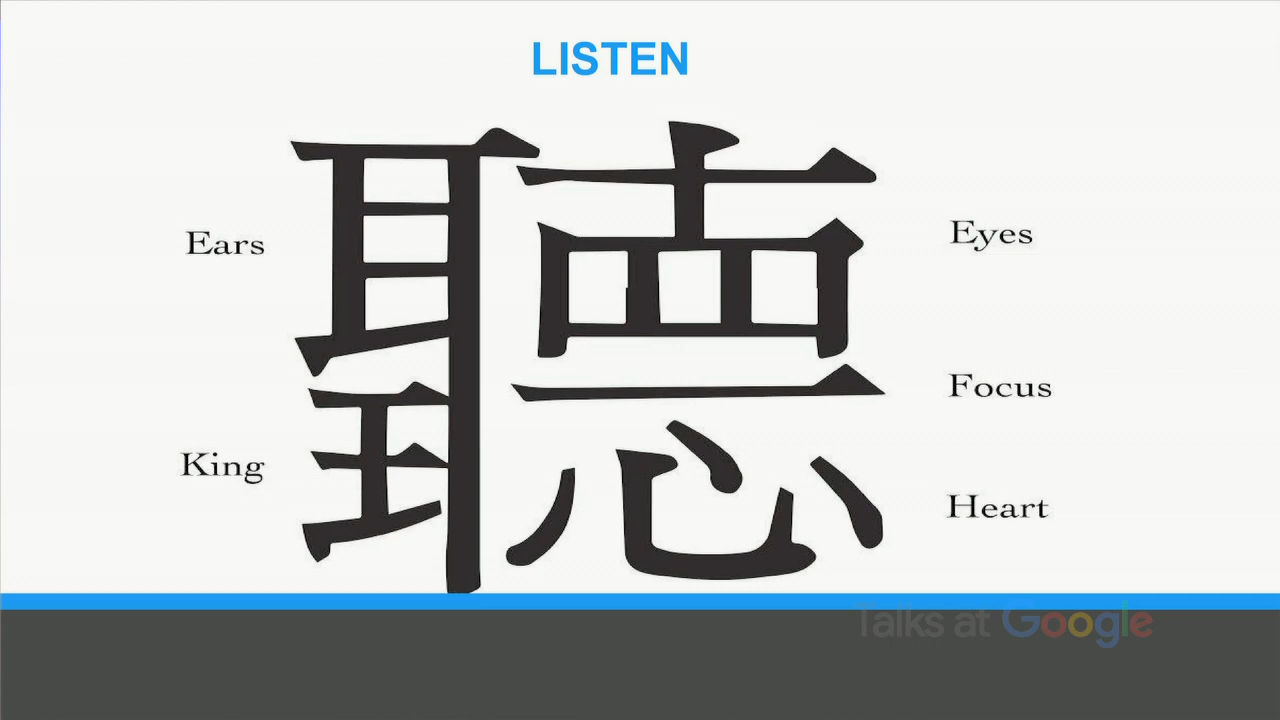 LISTEN
聽
Ears
Eyes
Focus
King
Heart
Talks at Google